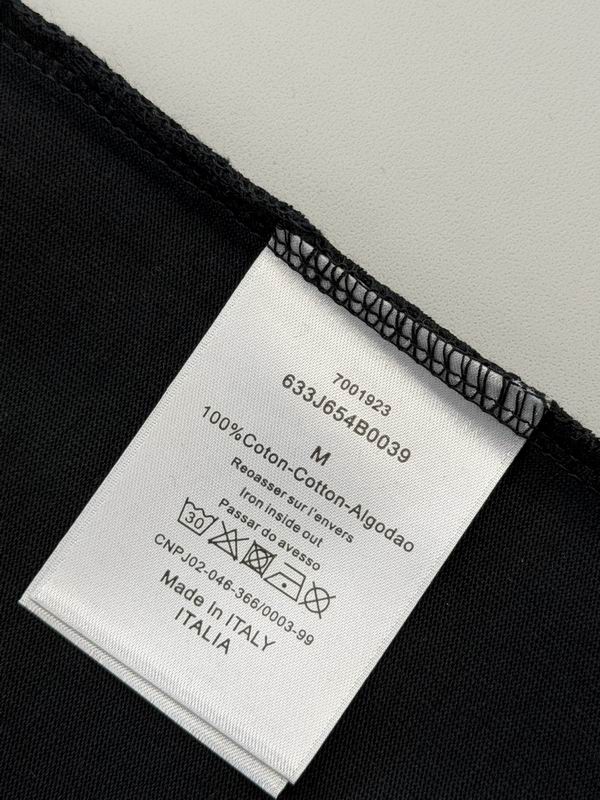 7001923
633J654B0039
M
100%Coton-Cotton-Algodao
Reoasser sur l'envers
Iron inside out
Passar do avesso
30
CNPJ02-046-366/0003-99
Made In ITALY
ITALIA